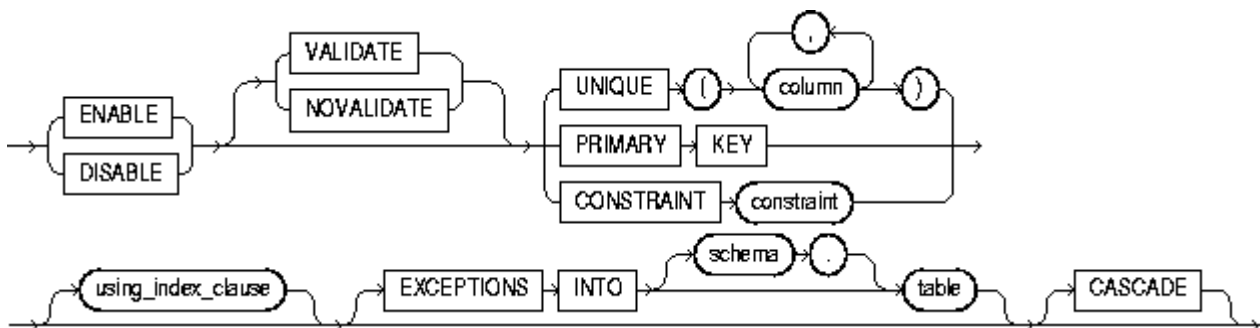 ,
VALIDATE
UNIQUE ( column )
NOVALIDATE
ENABLE
PRIMARY KEY
DISABLE
CONSTRAINT constraint
schema .
using_index_clause EXCEPTIONS INTO table CASCADE